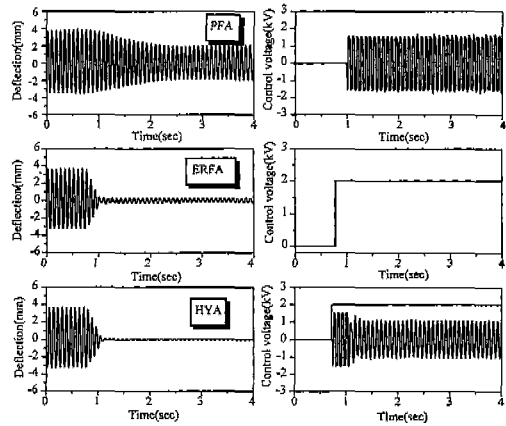 Deflection(mm)
6
4
2
0
-2
-4
-6
PFA
0 1 2 3 4
Time(sec)
Control voltage(kV)
3
2
1
0
-1
-2
-3
0 1 2 3 4
Time(sec)
Deflection(mm)
6
4
2
0
-2
-4
-6
ERFA
0 1 2 3 4
Time(sec)
Control voltage(kV)
3
2
1
0
0 1 2 3 4
Time(sec)
Deflection(mm)
6
4
2
0
-2
-4
-6
HYA
0 1 2 3 4
Time(sec)
Control voltage(kV)
3
2
1
0
-1
-2
-3
0 1 2 3 4
Time(sec)